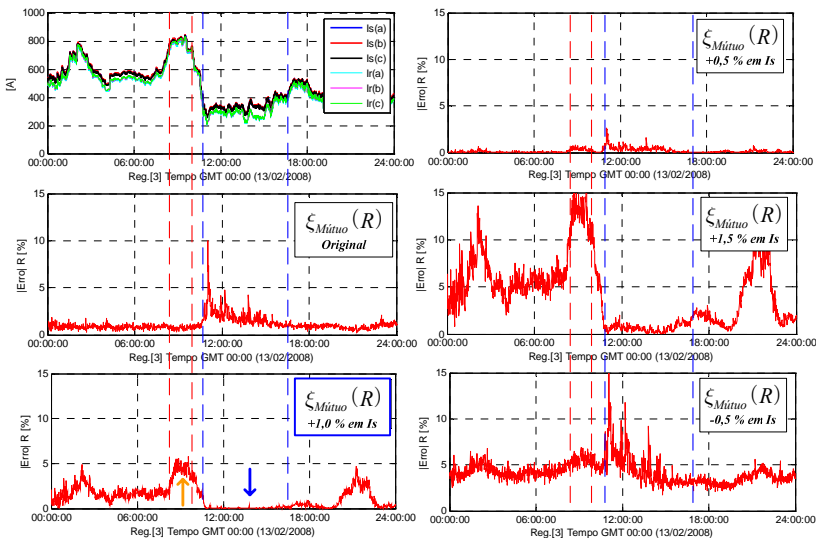 1000
800
600
400
200
0
[A]
Is(a)
Is(b)
Is(c)
Ir(a)
Ir(b)
Ir(c)
00:00:00 06:00:00 12:00:00 18:00:00 24:00:00
Reg.[3] Tempo GMT 00:00 (13/02/2008)
15
10
5
0
|Erro| R [%]
ξMútuo (R)
+0,5 % em Is
00:00:00 06:00:00 12:00:00 18:00:00 24:00:00
Reg.[3] Tempo GMT 00:00 (13/02/2008)
15
10
5
0
|Erro| R [%]
ξMútuo (R)
Original
00:00:00 06:00:00 12:00:00 18:00:00 24:00:00
Reg.[3] Tempo GMT 00:00 (13/02/2008)
15
10
5
0
|Erro| R [%]
ξMútuo (R)
+1,5 % em Is
00:00:00 06:00:00 12:00:00 18:00:00 24:00:00
Reg.[3] Tempo GMT 00:00 (13/02/2008)
15
10
5
0
|Erro| R [%]
ξMútuo (R)
+1,0 % em Is
00:00:00 06:00:00 12:00:00 18:00:00 24:00:00
Reg.[3] Tempo GMT 00:00 (13/02/2008)
15
10
5
0
|Erro| R [%]
ξMútuo (R)
-0,5 % em Is
00:00:00 06:00:00 12:00:00 18:00:00 24:00:00
Reg.[3] Tempo GMT 00:00 (13/02/2008)